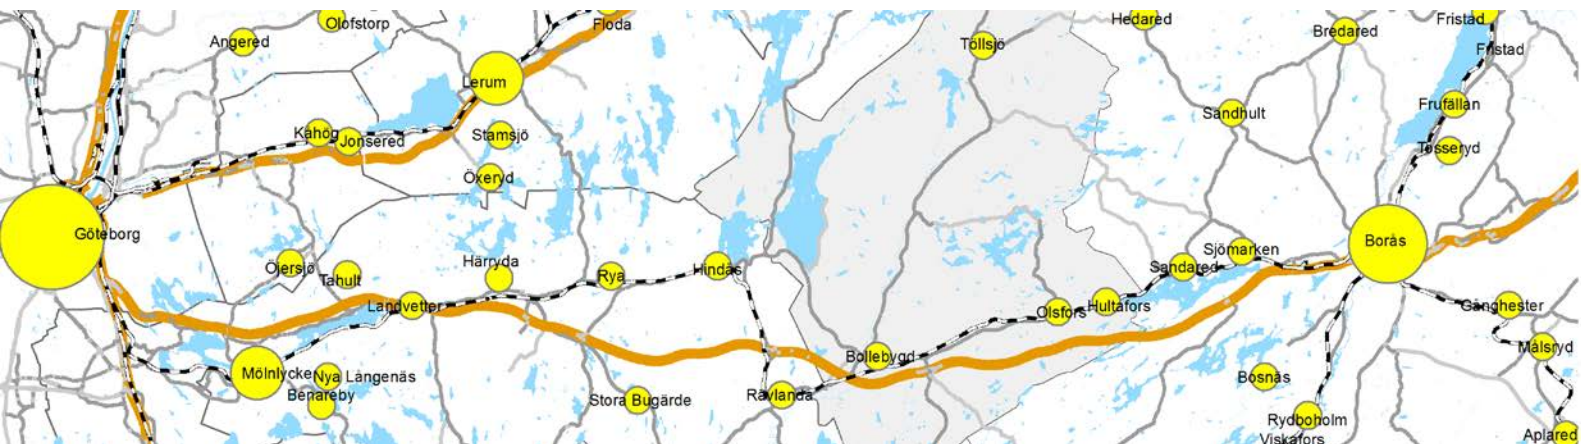 Olofstorp
Floda
Hedared
Fristad
Angered
Töllsjö
Bredared
Fristad
Lerum
Sandhult
Frufällan
Kåhög
Jonsered
Stamsjö
Tosseryd
Öxeryd
Göteborg
Borås
Sjömarken
Öjersjö
Tahult
Härryda
Rya
Hindås
Sandared
Landvetter
Olsfors
Hultafors
Gånghester
Målsryd
Bollebygd
Mölnlycke
Nya Långenäs
Benareby
Stora Bugärde
Rävlanda
Bosnäs
Rydboholm
Viskafors
Aplared